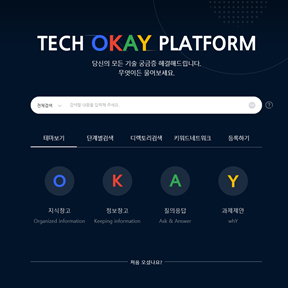 TECH OKAY PLATFORM
당신의 모든 기술 궁금증 해결해드립니다.
무엇이든 물어보세요.
전체검색 검색할 내용을 입력해 주세요.
테마보기 단계별검색 디렉토리검색 키워드네트워크 등록하기
O K A Y
지식창고 정보창고 질의응답 과제제안
Organized information Keeping information Ask & Answer whY
처음 오셨나요?